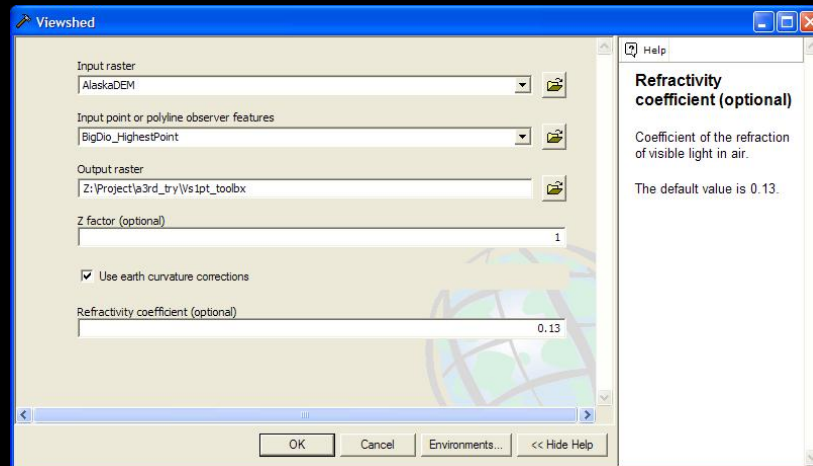 Viewshed
Input raster
AlaskaDEM
Input point or polyline observer features
BigDio_HighestPoint
Output raster
Z:\Project\a3rd_try\Vs1pt_toolbx
Z factor (optional)
1
Use earth curvature corrections
Refractivity coefficient (optional)
0.13
OK
Cancel
Environments...
<< Hide Help
Help
Refractivity
coefficient (optional)
Coefficient of the refraction
of visible light in air.
The default value is 0.13.